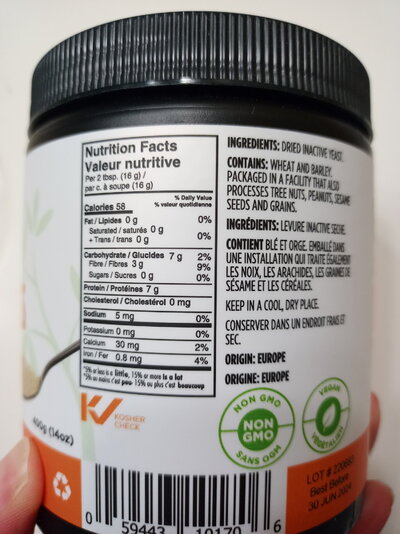 Nutrition Facts
Valeur nutritive
Per 2 tbsp. (16 g) /
par c. à soupe (16 g)
% Daily Value
Calories 58 % valeur quotidienne
Fat / Lipides 0 g 0%
Saturated / saturés 0 g
+ Trans / trans 0 g 0%
Carbohydrate / Glucides 7 g 2%
Fibre / Fibres 3 g 9%
Sugars / Sucres 0 g 0%
Protein / Protéines 7 g
Cholesterol / Cholestérol 0 mg
Sodium 5 mg 0%
Potassium 0 mg 0%
Calcium 30 mg 2%
Iron / Fer 0.8 mg 4%
*5% or less is a little, 15% or more is a lot
*5% ou moins c'est peu, 15% ou plus c'est beaucoup
KOSHER
CHECK
400g (14oz)
INGREDIENTS: DRIED INACTIVE YEAST.
CONTAINS: WHEAT AND BARLEY.
PACKAGED IN A FACILITY THAT ALSO
PROCESSES TREE NUTS, PEANUTS, SESAME
SEEDS AND GRAINS.
INGRÉDIENTS: LEVURE INACTIVE SECHE.
CONTIENT BLÉ ET ORGE. EMBALLÉ DANS
UNE INSTALLATION QUI TRAITE ÉGALEMENT
LES NOIX, LES ARACHIDES, LES GRAINES DE
SÉSAME ET LES CÉRÉALES.
KEEP IN A COOL, DRY PLACE.
CONSERVER DANS UN ENDROIT FRAIS ET
SEC.
ORIGIN: EUROPE
ORIGINE: EUROPE
NON GMO
NON
GMO
SANS OGM
VEGAN
VÉGÉTALIEN
LOT # 220683
Best Before
30 JUN 2024
0 59443 10170 6